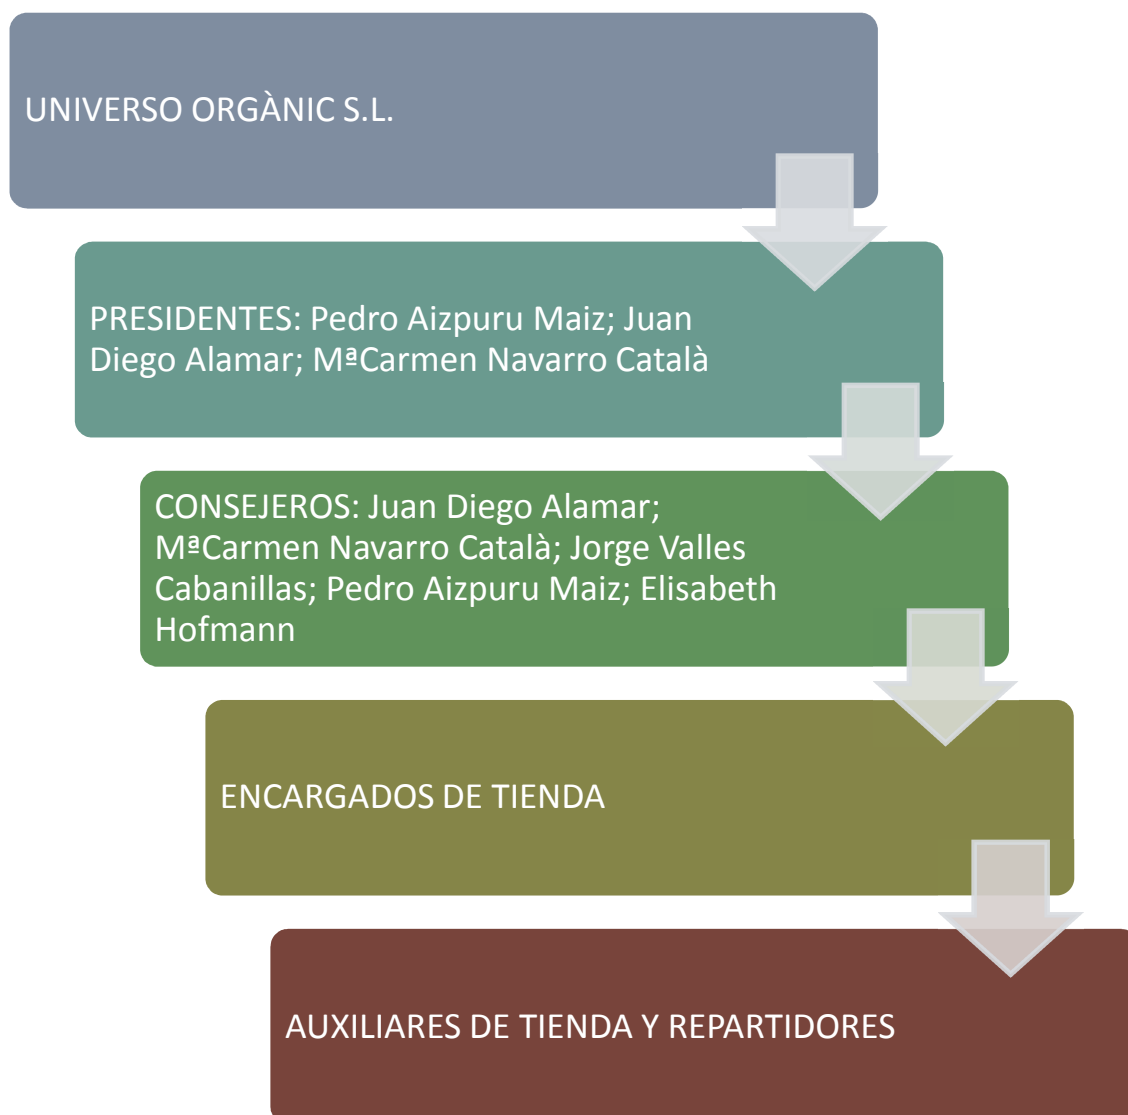 UNIVERSO ORGÀNIC S.L.
PRESIDENTES: Pedro Aizpuru Maiz; Juan
Diego Alamar; MªCarmen Navarro Català
CONSEJEROS: Juan Diego Alamar;
MªCarmen Navarro Català; Jorge Valles
Cabanillas; Pedro Aizpuru Maiz; Elisabeth
Hofmann
ENCARGADOS DE TIENDA
AUXILIARES DE TIENDA Y REPARTIDORES